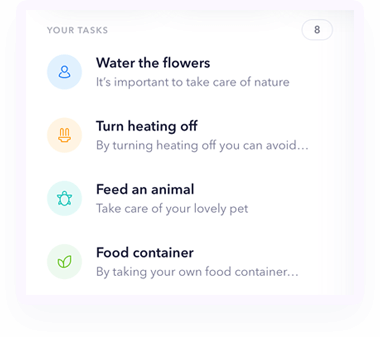 YOUR TASKS 8
Water the flowers
It's important to take care of nature
Turn heating off
By turning heating off you can avoid...
Feed an animal
Take care of your lovely pet
Food container
By taking your own food container...